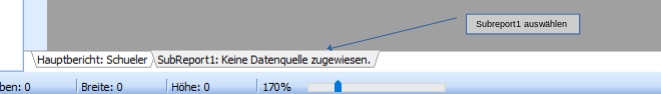 Subreport1 auswählen
Hauptbericht: Schueler / SubReport1: Keine Datenquelle zugewiesen.
ben: 0 Breite: 0 Höhe: 0 170%